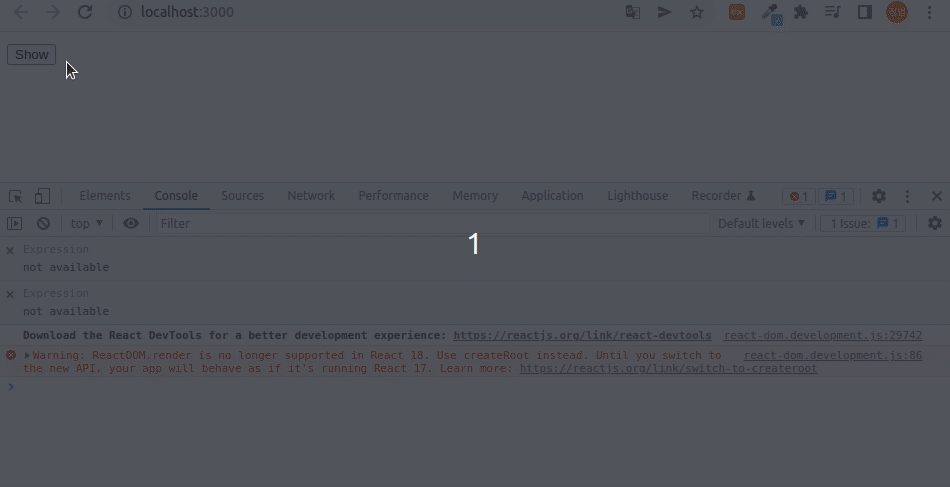 localhost:3000
Show
Elements Console Sources Network Performance Memory Application Lighthouse Recorder 1 1
top Filter Default levels 1 Issue: 1
1
Expression
not available
Expression
not available
Download the React DevTools for a better development experience: https://reactjs.org/link/react-devtools react-dom.development.js:29742
Warning: ReactDOM.render is no longer supported in React 18. Use createRoot instead. Until you switch to react-dom.development.js:86
the new API, your app will behave as if it's running React 17. Learn more: https://reactjs.org/link/switch-to-createroot